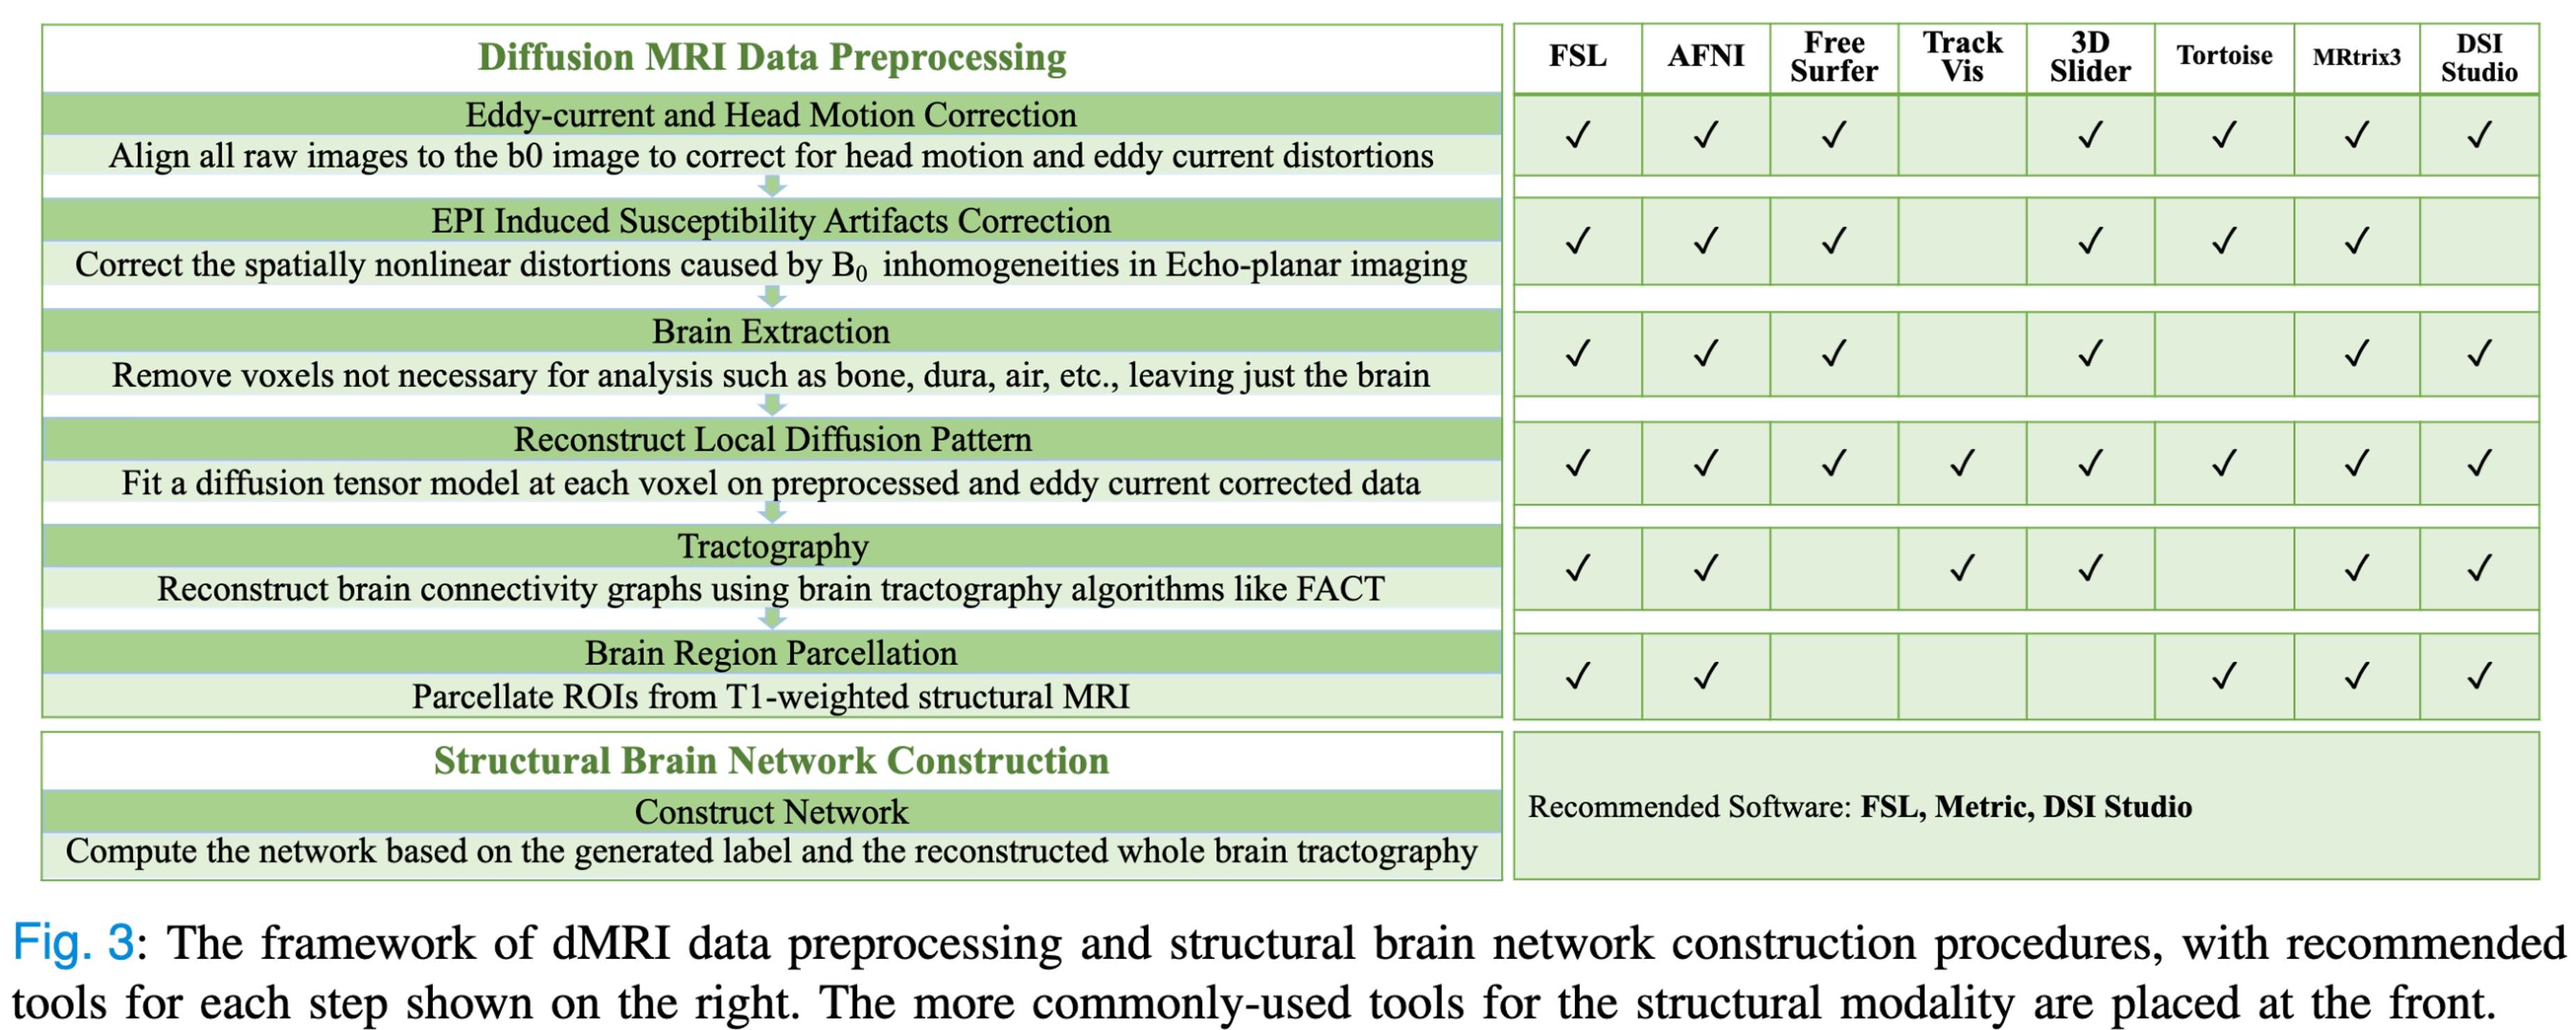 Diffusion MRI Data Preprocessing
FSL AFNI Free Surfer Track Vis 3D Slider Tortoise MRtrix3 DSI Studio
Eddy-current and Head Motion Correction
Align all raw images to the b0 image to correct for head motion and eddy current distortions
✓ ✓ ✓ ✓ ✓ ✓ ✓
EPI Induced Susceptibility Artifacts Correction
Correct the spatially nonlinear distortions caused by B₀ inhomogeneities in Echo-planar imaging
✓ ✓ ✓ ✓ ✓ ✓
Brain Extraction
Remove voxels not necessary for analysis such as bone, dura, air, etc., leaving just the brain
✓ ✓ ✓ ✓ ✓ ✓
Reconstruct Local Diffusion Pattern
Fit a diffusion tensor model at each voxel on preprocessed and eddy current corrected data
✓ ✓ ✓ ✓ ✓ ✓ ✓ ✓
Tractography
Reconstruct brain connectivity graphs using brain tractography algorithms like FACT
✓ ✓ ✓ ✓ ✓ ✓
Brain Region Parcellation
Parcellate ROIs from T1-weighted structural MRI
✓ ✓ ✓ ✓ ✓
Structural Brain Network Construction
Construct Network
Compute the network based on the generated label and the reconstructed whole brain tractography
Recommended Software: FSL, Metric, DSI Studio
Fig. 3: The framework of dMRI data preprocessing and structural brain network construction procedures, with recommended
tools for each step shown on the right. The more commonly-used tools for the structural modality are placed at the front.